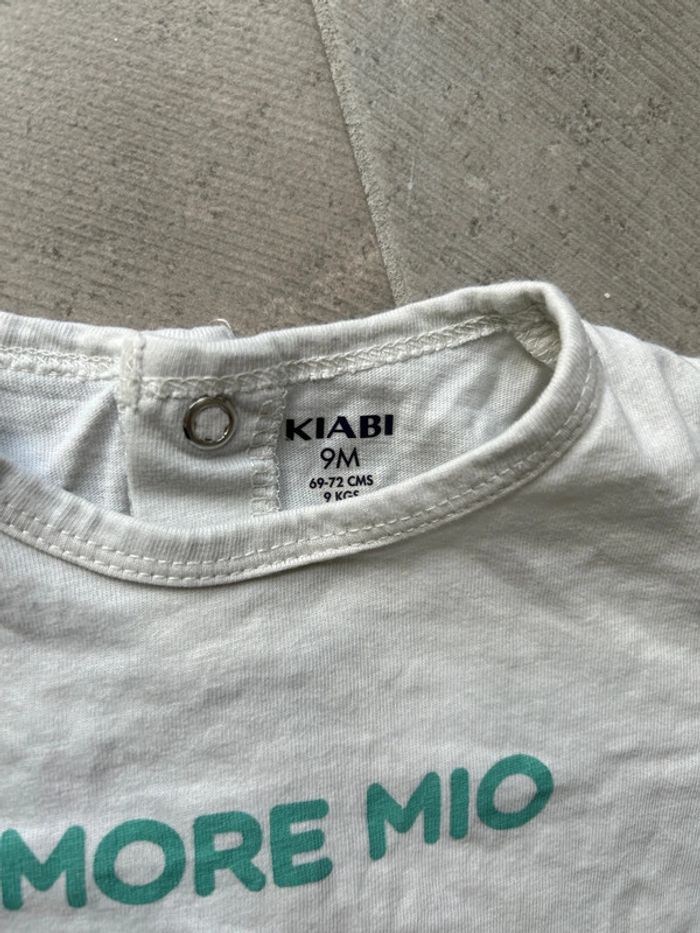 KIABI
9M
69-72 CMS
9 KGS
MORE MIO